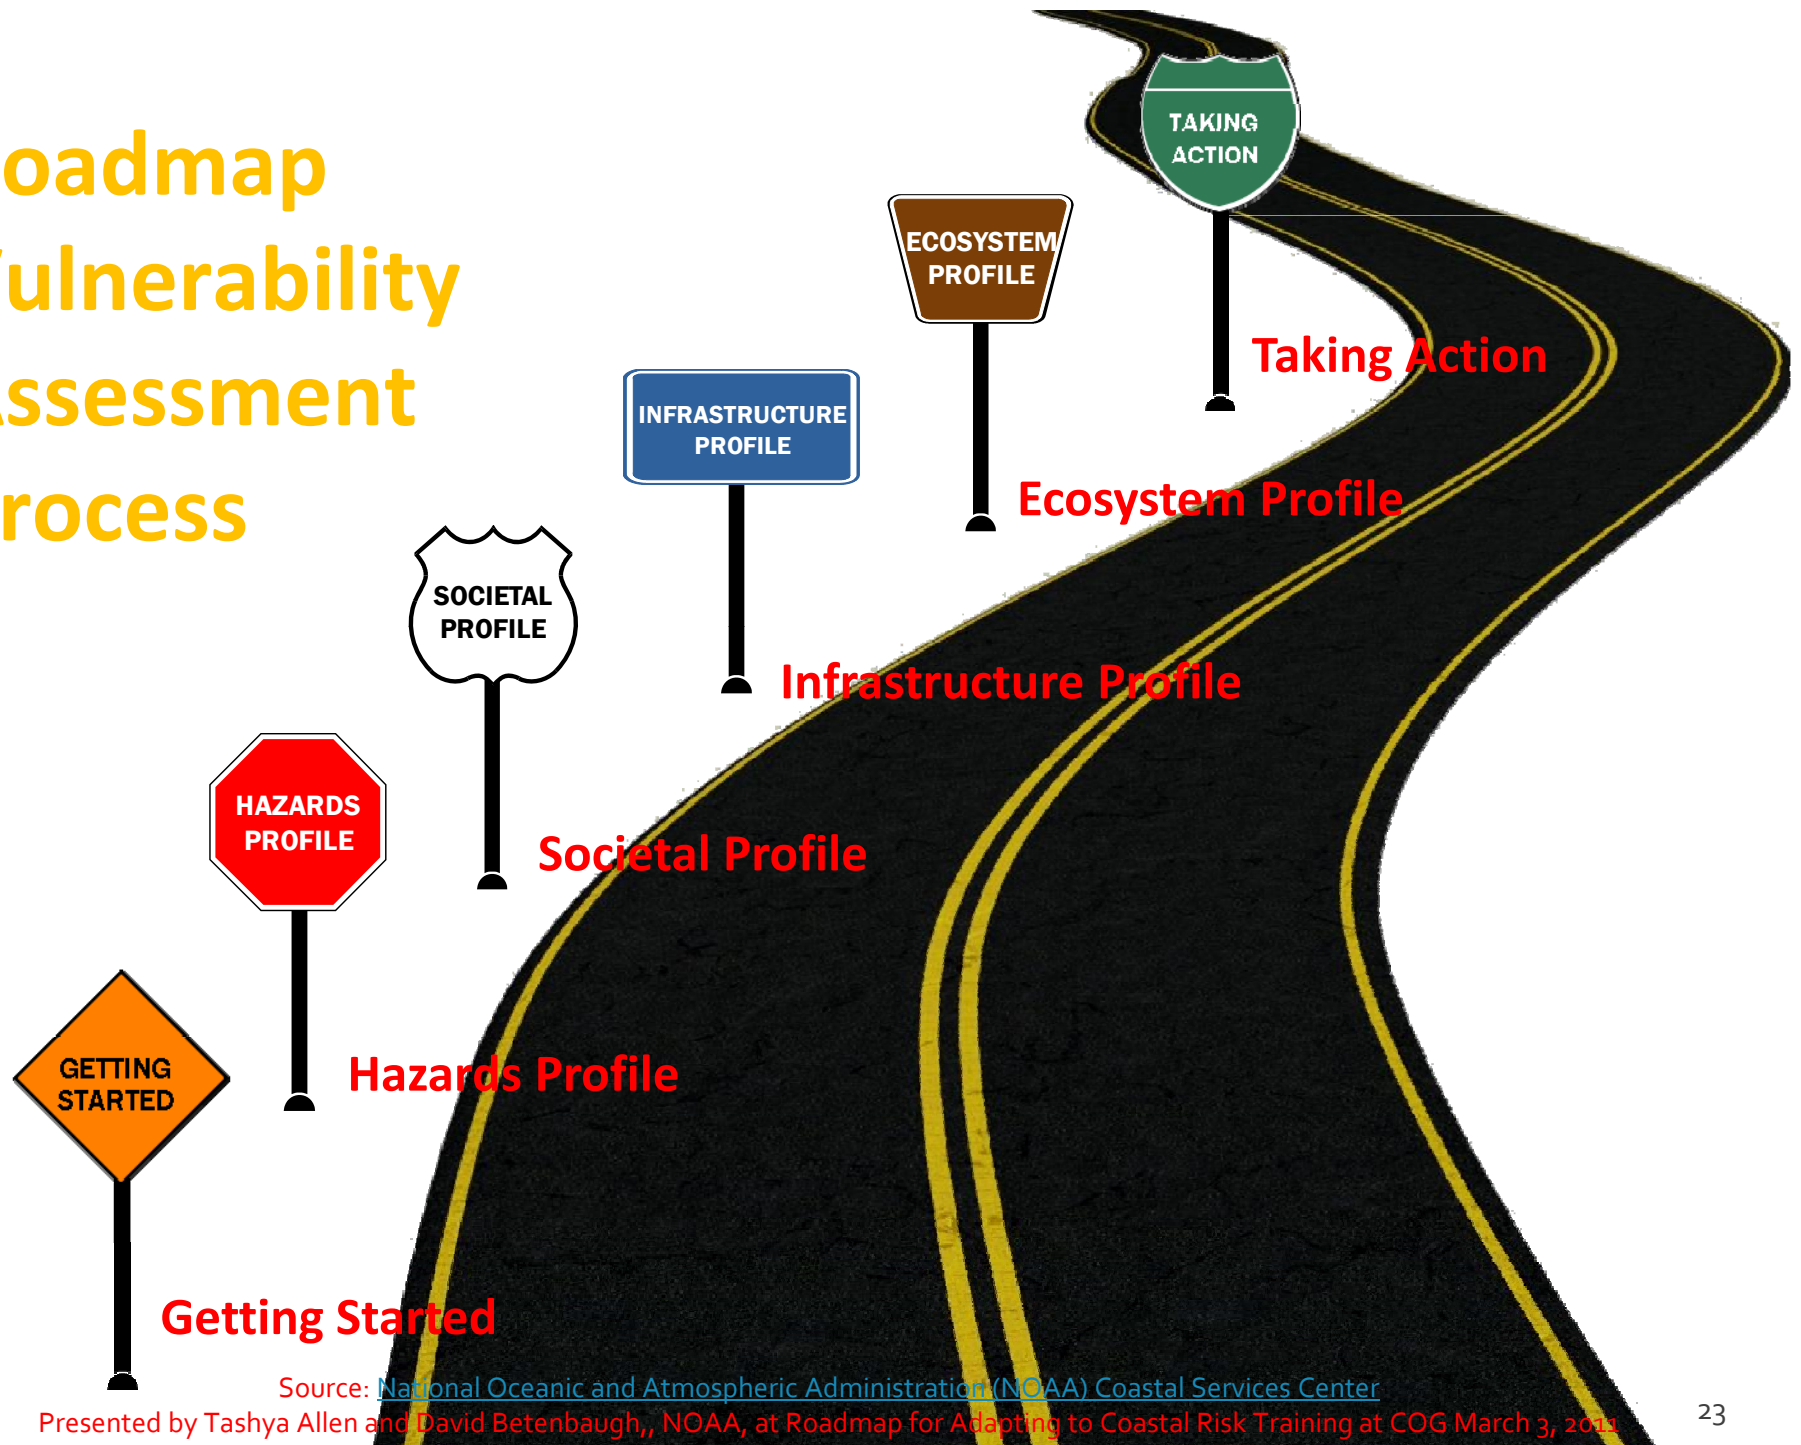 oadmap
ulnerability
ssessment
rocess
TAKING
ACTION
ECOSYSTEM
PROFILE
Taking Action
INFRASTRUCTURE
PROFILE
Ecosystem Profile
SOCIETAL
PROFILE
Infrastructure Profile
HAZARDS
PROFILE
Societal Profile
GETTING
STARTED
Hazards Profile
Getting Started
Source: National Oceanic and Atmospheric Administration (NOAA) Coastal Services Center
Presented by Tashya Allen and David Betenbaugh,, NOAA, at Roadmap for Adapting to Coastal Risk Training at COG March 3, 2011
23